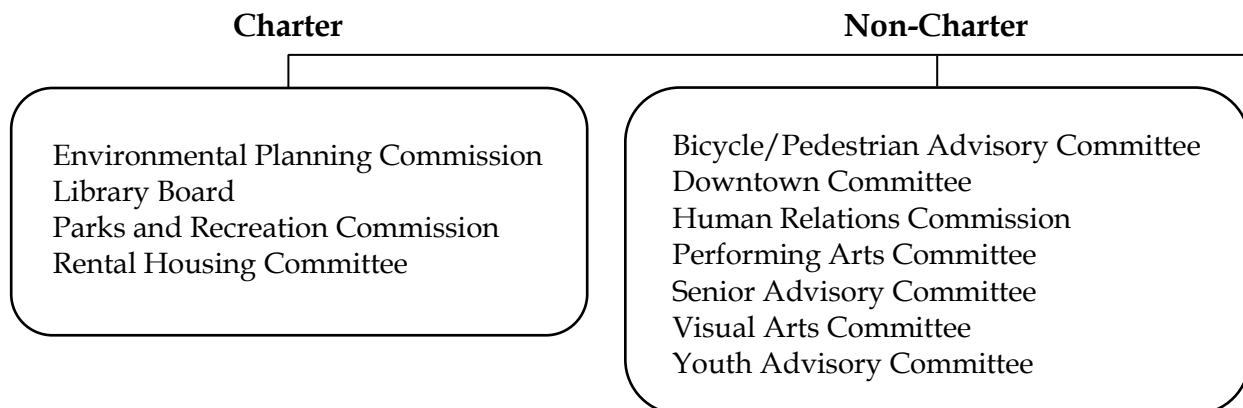 Charter
Non-Charter
Environmental Planning Commission
Library Board
Parks and Recreation Commission
Rental Housing Committee
Bicycle/Pedestrian Advisory Committee
Downtown Committee
Human Relations Commission
Performing Arts Committee
Senior Advisory Committee
Visual Arts Committee
Youth Advisory Committee